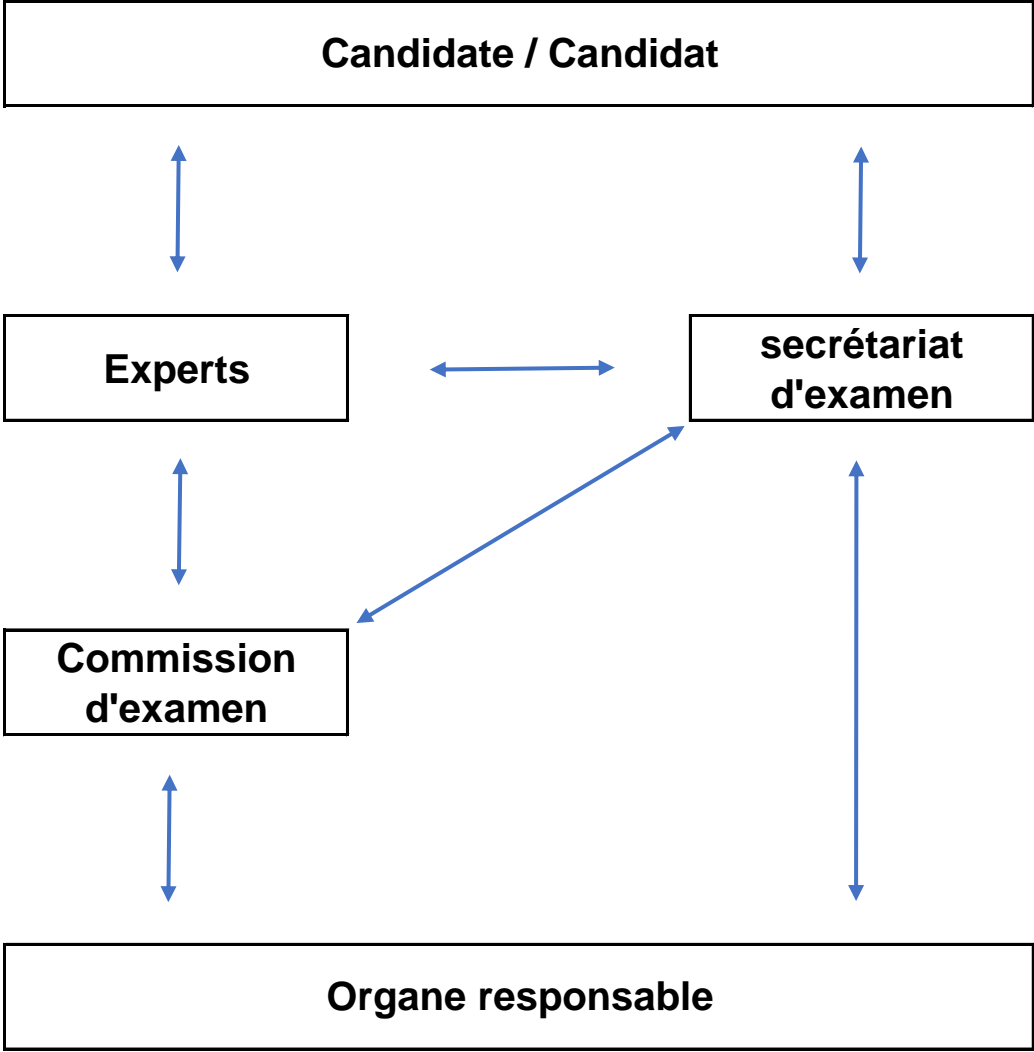 Candidate / Candidat
Experts
secrétariat
d'examen
Commission
d'examen
Organe responsable